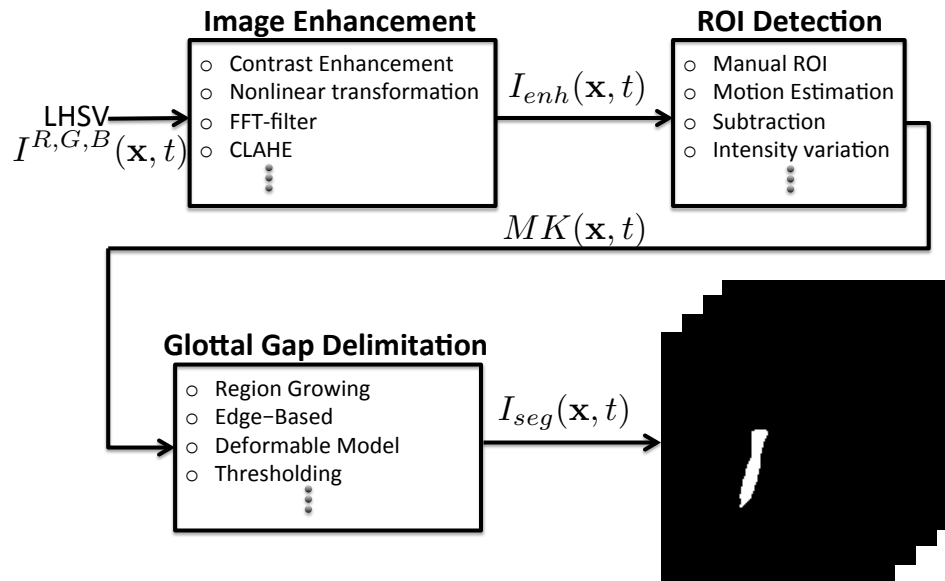 Image Enhancement
○ Contrast Enhancement
○ Nonlinear transformation
○ FFT-filter
○ CLAHE
LHSV
I^{R,G,B}(x, t)
I_{enh}(x, t)
ROI Detection
○ Manual ROI
○ Motion Estimation
○ Subtraction
○ Intensity variation
MK(x, t)
Glottal Gap Delimitation
○ Region Growing
○ Edge−Based
○ Deformable Model
○ Thresholding
I_{seg}(x, t)